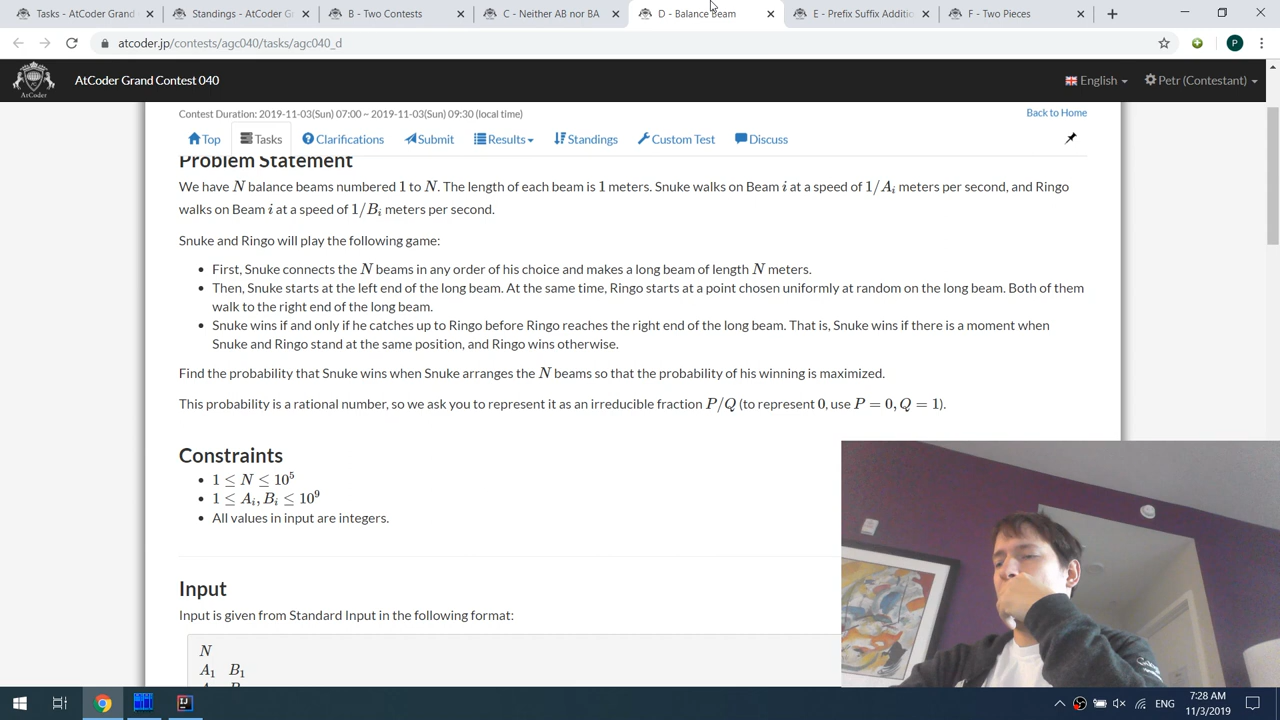 Tasks - AtCoder Grand Contest 04
Standings - AtCoder G
B - Two Contests
C - Neither AB nor BA
D - Balance Beam
E - Prefix Suffix Additio
F - Two Pieces
atcoder.jp/contests/agc040/tasks/agc040_d
P
AtCoder Grand Contest 040
English
Petr (Contestant)
Contest Duration: 2019-11-03(Sun) 07:00 ~ 2019-11-03(Sun) 09:30 (local time)
Back to Home
Top
Tasks
Clarifications
Submit
Results
Standings
Custom Test
Discuss
Problem Statement
We have N balance beams numbered 1 to N. The length of each beam is 1 meters. Snuke walks on Beam i at a speed of 1/A_i meters per second, and Ringo
walks on Beam i at a speed of 1/B_i meters per second.
Snuke and Ringo will play the following game:
• First, Snuke connects the N beams in any order of his choice and makes a long beam of length N meters.
• Then, Snuke starts at the left end of the long beam. At the same time, Ringo starts at a point chosen uniformly at random on the long beam. Both of them
walk to the right end of the long beam.
• Snuke wins if and only if he catches up to Ringo before Ringo reaches the right end of the long beam. That is, Snuke wins if there is a moment when
Snuke and Ringo stand at the same position, and Ringo wins otherwise.
Find the probability that Snuke wins when Snuke arranges the N beams so that the probability of his winning is maximized.
This probability is a rational number, so we ask you to represent it as an irreducible fraction P/Q (to represent 0, use P = 0, Q = 1).
Constraints
• 1 ≤ N ≤ 10^5
• 1 ≤ A_i, B_i ≤ 10^9
• All values in input are integers.
Input
Input is given from Standard Input in the following format:
N
A_1 B_1
ENG
7:28 AM
11/3/2019